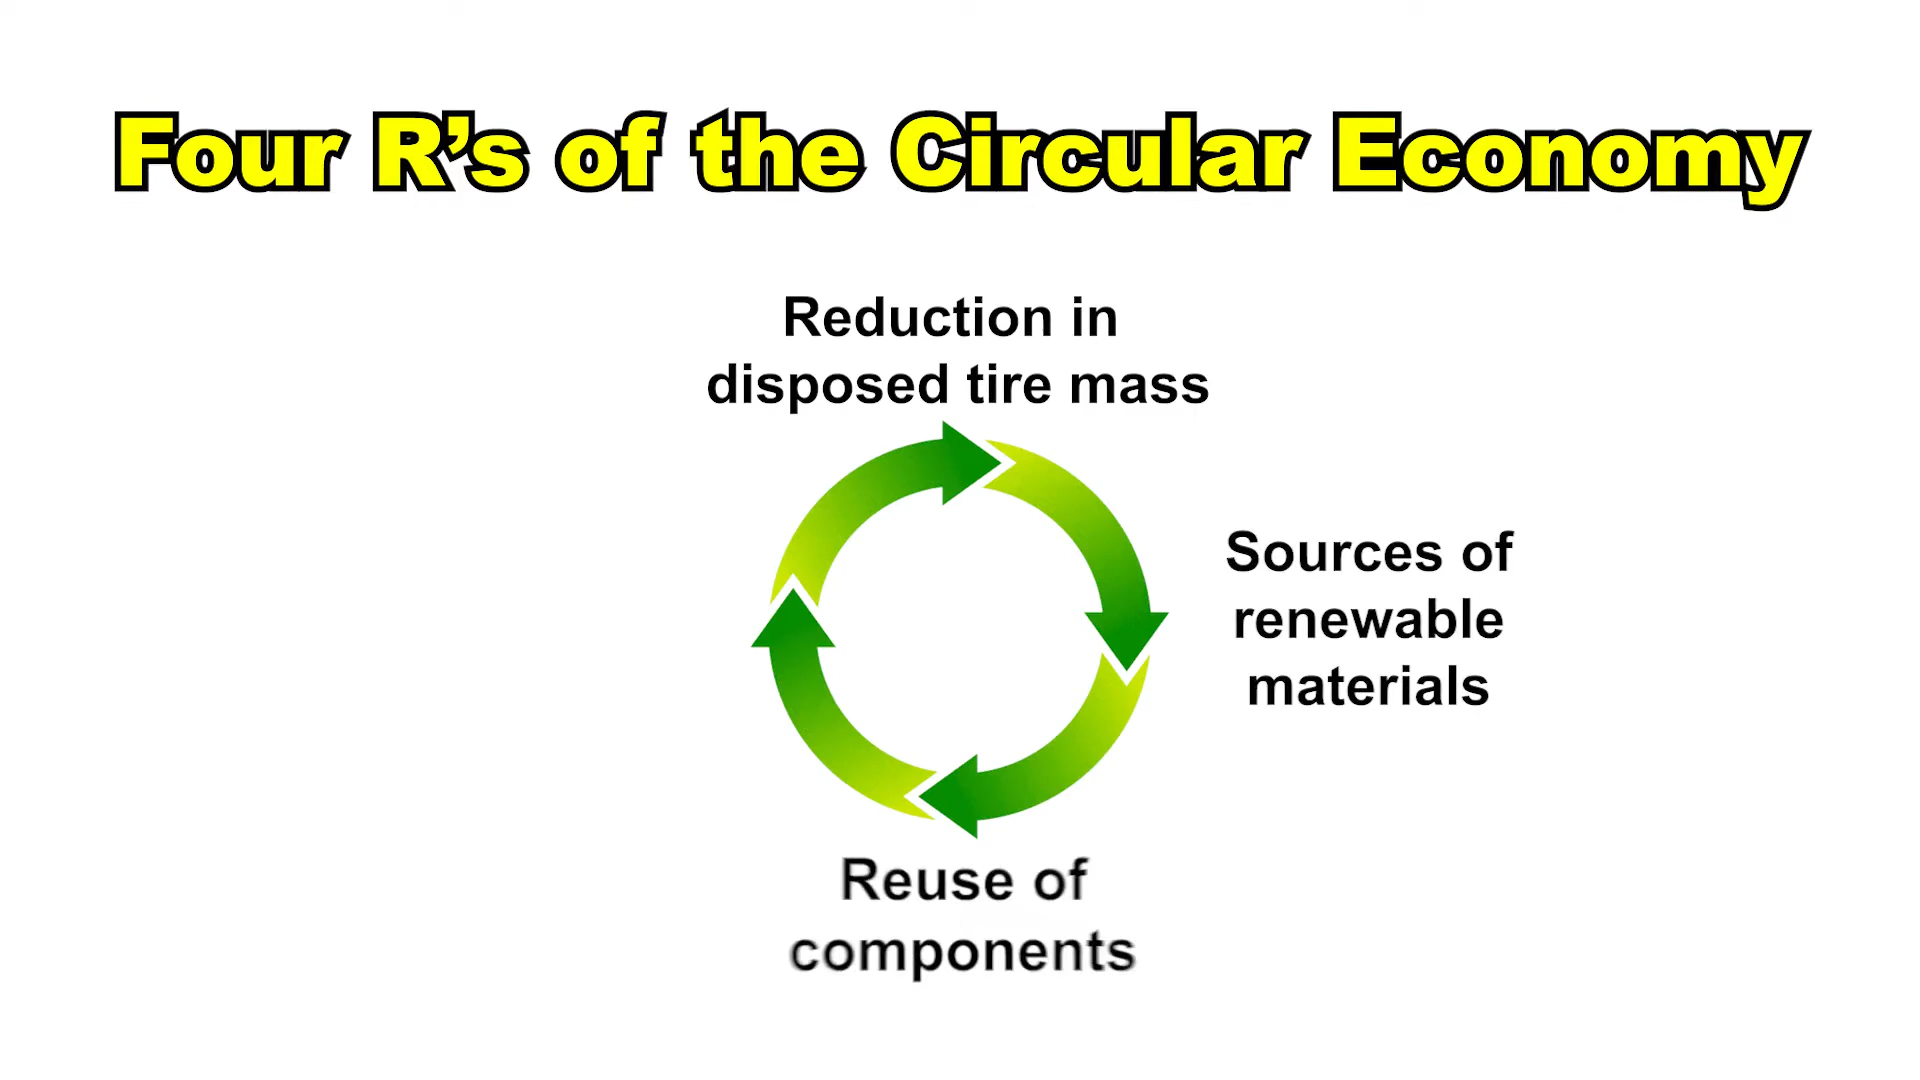 Four R’s of the Circular Economy
Reduction in
disposed tire mass
Sources of
renewable
materials
Reuse of
components